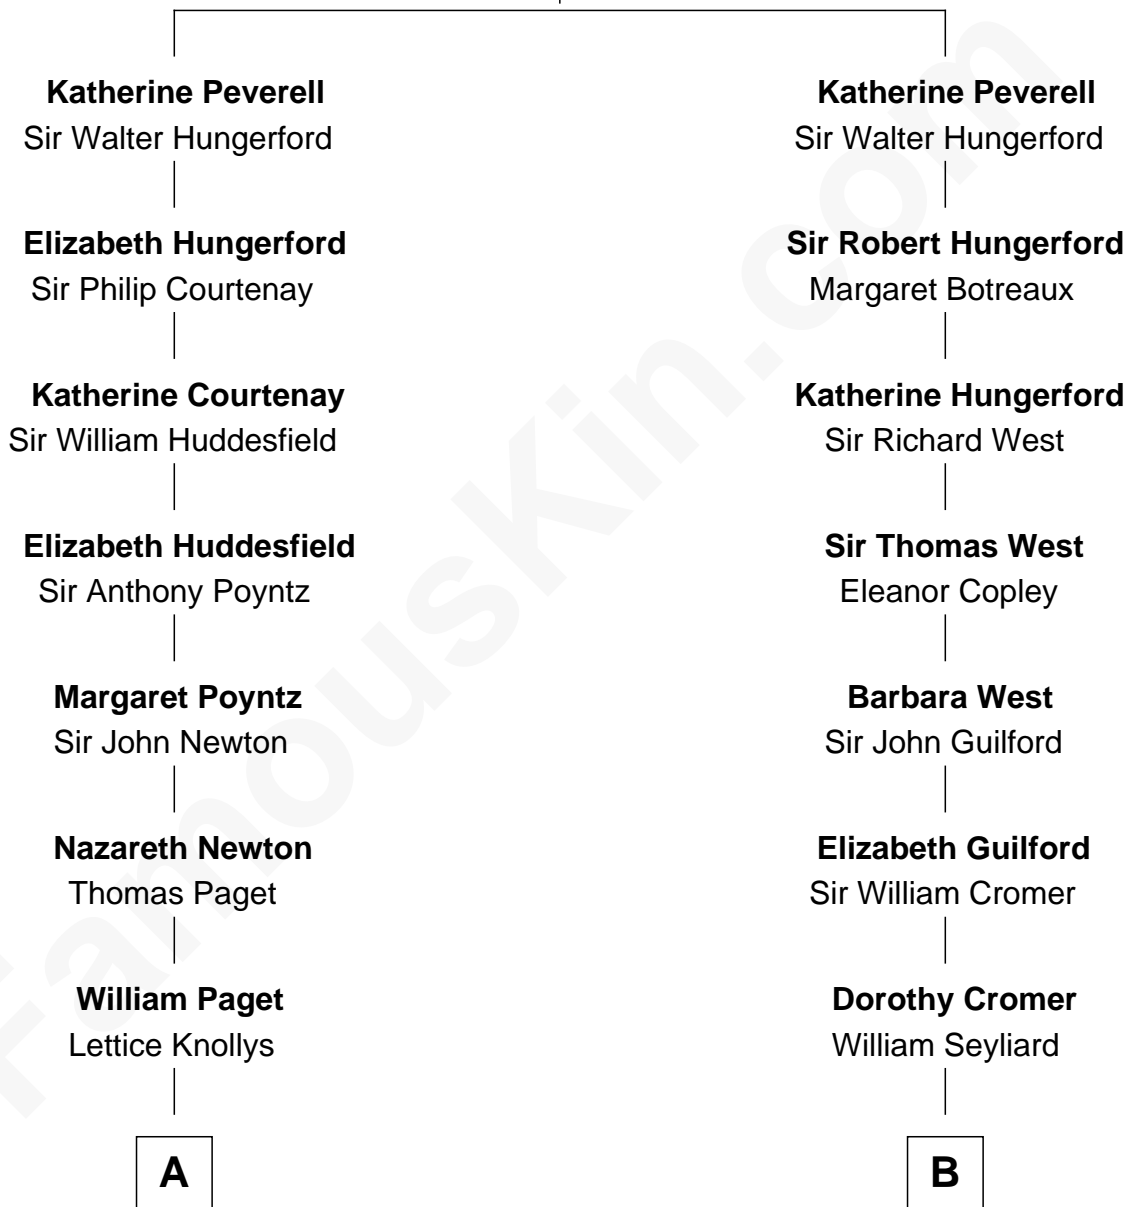 Katherine Peverell
Sir Walter Hungerford
Elizabeth Hungerford
Sir Philip Courtenay
Katherine Courtenay
Sir William Huddesfield
Elizabeth Huddesfield
Sir Anthony Poyntz
Margaret Poyntz
Sir John Newton
Nazareth Newton
Thomas Paget
William Paget
Lettice Knollys
A
Katherine Peverell
Sir Walter Hungerford
Sir Robert Hungerford
Margaret Botreaux
Katherine Hungerford
Sir Richard West
Sir Thomas West
Eleanor Copley
Barbara West
Sir John Guilford
Elizabeth Guilford
Sir William Cromer
Dorothy Cromer
William Seyliard
B
FamousKin.com